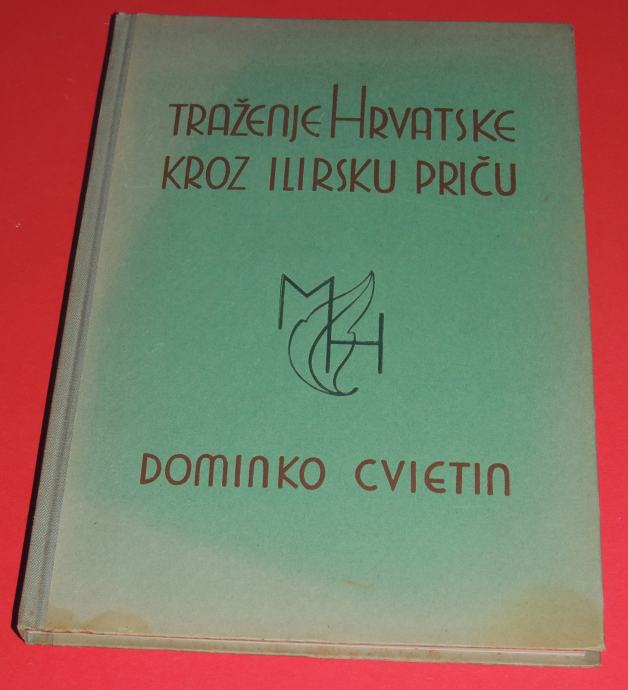 TRAŽENJE HRVATSKE
KROZ ILIRSKU PRIČU
MH
DOMINKO CVIETIN